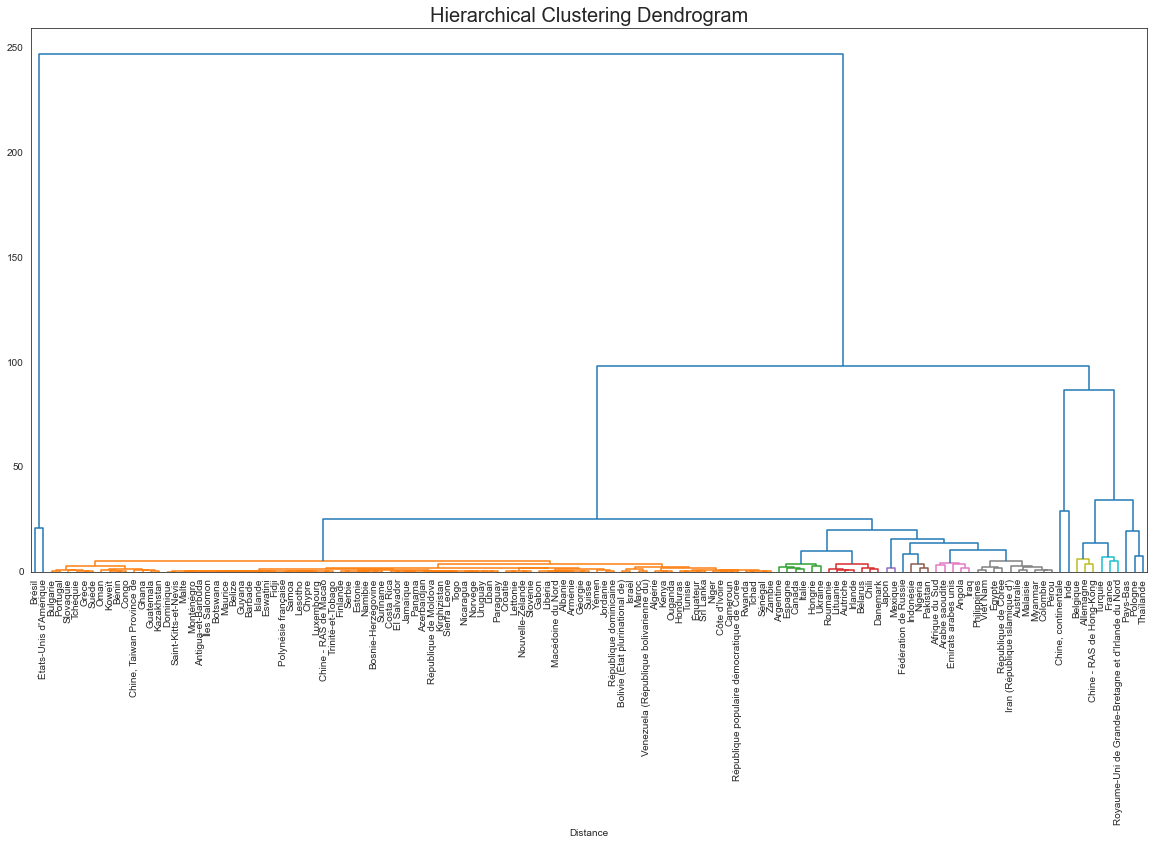 Hierarchical Clustering Dendrogram
250
200
150
100
50
0
Brésil
États-Unis d'Amérique
Bulgarie
Portugal
Slovaquie
Tchéquie
Grèce
Suède
Oman
Koweït
Bénin
Congo
Chine, Taiwan Province de
Ghana
Guatemala
Kazakhstan
Dominique
Saint-Kitts-et-Nevis
Malte
Monténégro
Antigua-et-Barbuda
Îles Salomon
Botswana
Maurice
Belize
Guyana
Barbade
Islande
Eswatini
Fidji
Polynésie française
Samoa
Lesotho
Chypre
Luxembourg
Chine - RAS de Macao
Trinité-et-Tobago
Finlande
Serbie
Estonie
Namibie
Bosnie-Herzégovine
Suriname
Costa Rica
El Salvador
Jamaïque
Panama
Azerbaïdjan
République de Moldova
Kirghizistan
Sierra Leone
Togo
Nicaragua
Norvège
Uruguay
Liban
Paraguay
Croatie
Lettonie
Nouvelle-Zélande
Slovénie
Gabon
Libéria
Macédoine du Nord
Albanie
Arménie
Géorgie
Suisse
Yémen
Jordanie
République dominicaine
Bolivie (État plurinational de)
Israël
Maroc
Venezuela (République bolivarienne du)
Algérie
Kenya
Ouganda
Honduras
Tunisie
Équateur
Sri Lanka
Niger
Côte d'Ivoire
Cameroun
République populaire démocratique de Corée
Rwanda
Tchad
Sénégal
Cuba
Argentine
Espagne
Canada
Italie
Hongrie
Ukraine
Roumanie
Lituanie
Autriche
Irlande
Bélarus
Chili
Danemark
Japon
Mexique
Fédération de Russie
Indonésie
Nigéria
Pakistan
Afrique du Sud
Arabie saoudite
Émirats arabes unis
Angola
Iraq
Philippines
Viet Nam
Égypte
République de Corée
Iran (République islamique d')
Australie
Malaisie
Myanmar
Colombie
Pérou
Chine, continentale
Inde
Belgique
Allemagne
Chine - RAS de Hong-Kong
Turquie
France
Royaume-Uni de Grande-Bretagne et d'Irlande du Nord
Pays-Bas
Pologne
Thaïlande
Distance